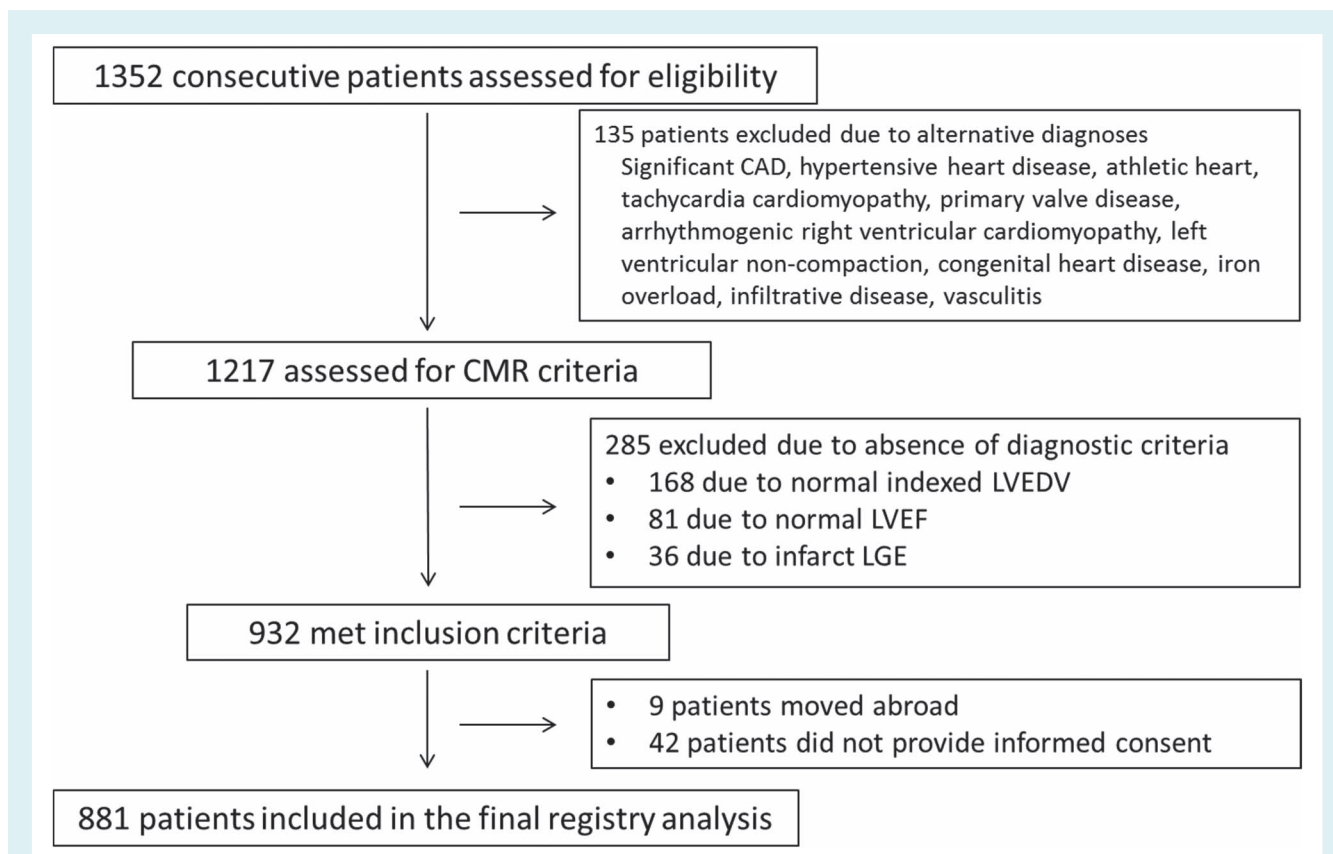 1352 consecutive patients assessed for eligibility
135 patients excluded due to alternative diagnoses
Significant CAD, hypertensive heart disease, athletic heart,
tachycardia cardiomyopathy, primary valve disease,
arrhythmogenic right ventricular cardiomyopathy, left
ventricular non-compaction, congenital heart disease, iron
overload, infiltrative disease, vasculitis
1217 assessed for CMR criteria
285 excluded due to absence of diagnostic criteria
• 168 due to normal indexed LVEDV
• 81 due to normal LVEF
• 36 due to infarct LGE
932 met inclusion criteria
• 9 patients moved abroad
• 42 patients did not provide informed consent
881 patients included in the final registry analysis